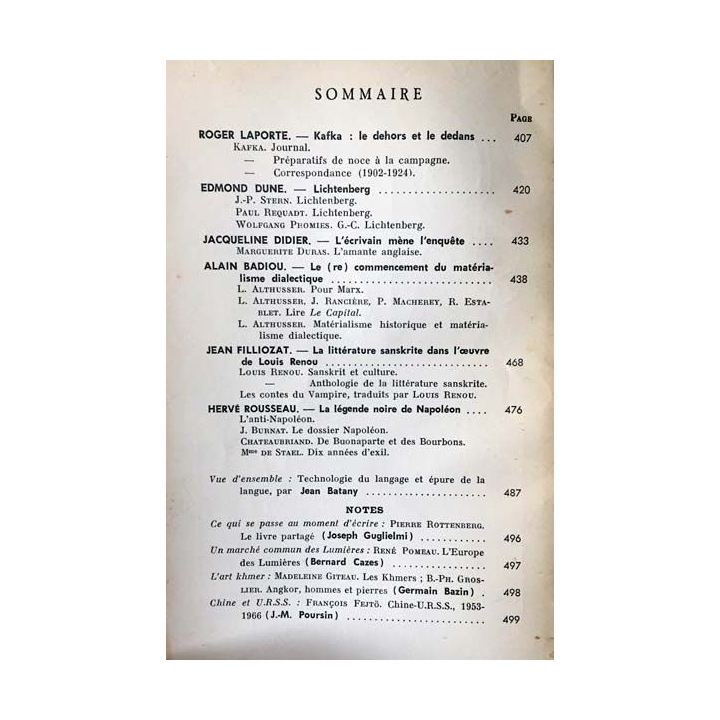 SOMMAIRE
PAGE
ROGER LAPORTE. — Kafka : le dehors et le dedans ... 407
KAFKA. Journal.
— Préparatifs de noce à la campagne.
— Correspondance (1902-1924).
EDMOND DUNE. — Lichtenberg .................... 420
J.-P. STERN. Lichtenberg.
PAUL REQUADT. Lichtenberg.
WOLFGANG PHOMIES. G.-C. Lichtenberg.
JACQUELINE DIDIER. — L'écrivain mène l'enquête .... 433
MARGUERITE DURAS. L'amante anglaise.
ALAIN BADIOU. — Le (re) commencement du matéria-
lisme dialectique ........................ 438
L. ALTHUSSER. Pour Marx.
L. ALTHUSSER, J. RANCIÈRE, P. MACHEREY, R. ESTA-
BLET. Lire Le Capital.
L. ALTHUSSER. Matérialisme historique et matéria-
lisme dialectique.
JEAN FILLIOZAT. — La littérature sanskrite dans l'œuvre
de Louis Renou ........................ 468
LOUIS RENOU. Sanskrit et culture.
— Anthologie de la littérature sanskrite.
Les contes du Vampire, traduits par LOUIS RENOU.
HERVÉ ROUSSEAU. — La légende noire de Napoléon .... 476
L'anti-Napoléon.
J. BURNAT. Le dossier Napoléon.
CHATEAUBRIAND. De Buonaparte et des Bourbons.
Mme DE STAEL. Dix années d'exil.
Vue d'ensemble : Technologie du langage et épure de la
langue, par Jean Batany ..................... 487
NOTES
Ce qui se passe au moment d'écrire : PIERRE ROTTENBERG.
Le livre partagé (Joseph Guglielmi) ........... 496
Un marché commun des Lumières : RENÉ POMEAU. L'Europe
des Lumières (Bernard Cazes) ................ 497
L'art khmer : MADELEINE GITEAU. Les Khmers ; B.-PH. GROS-
LIER. Angkor, hommes et pierres (Germain Bazin) . 498
Chine et U.R.S.S. : FRANÇOIS FEJTÖ. Chine-U.R.S.S., 1953-
1966 (J.-M. Poursin) ........................ 499